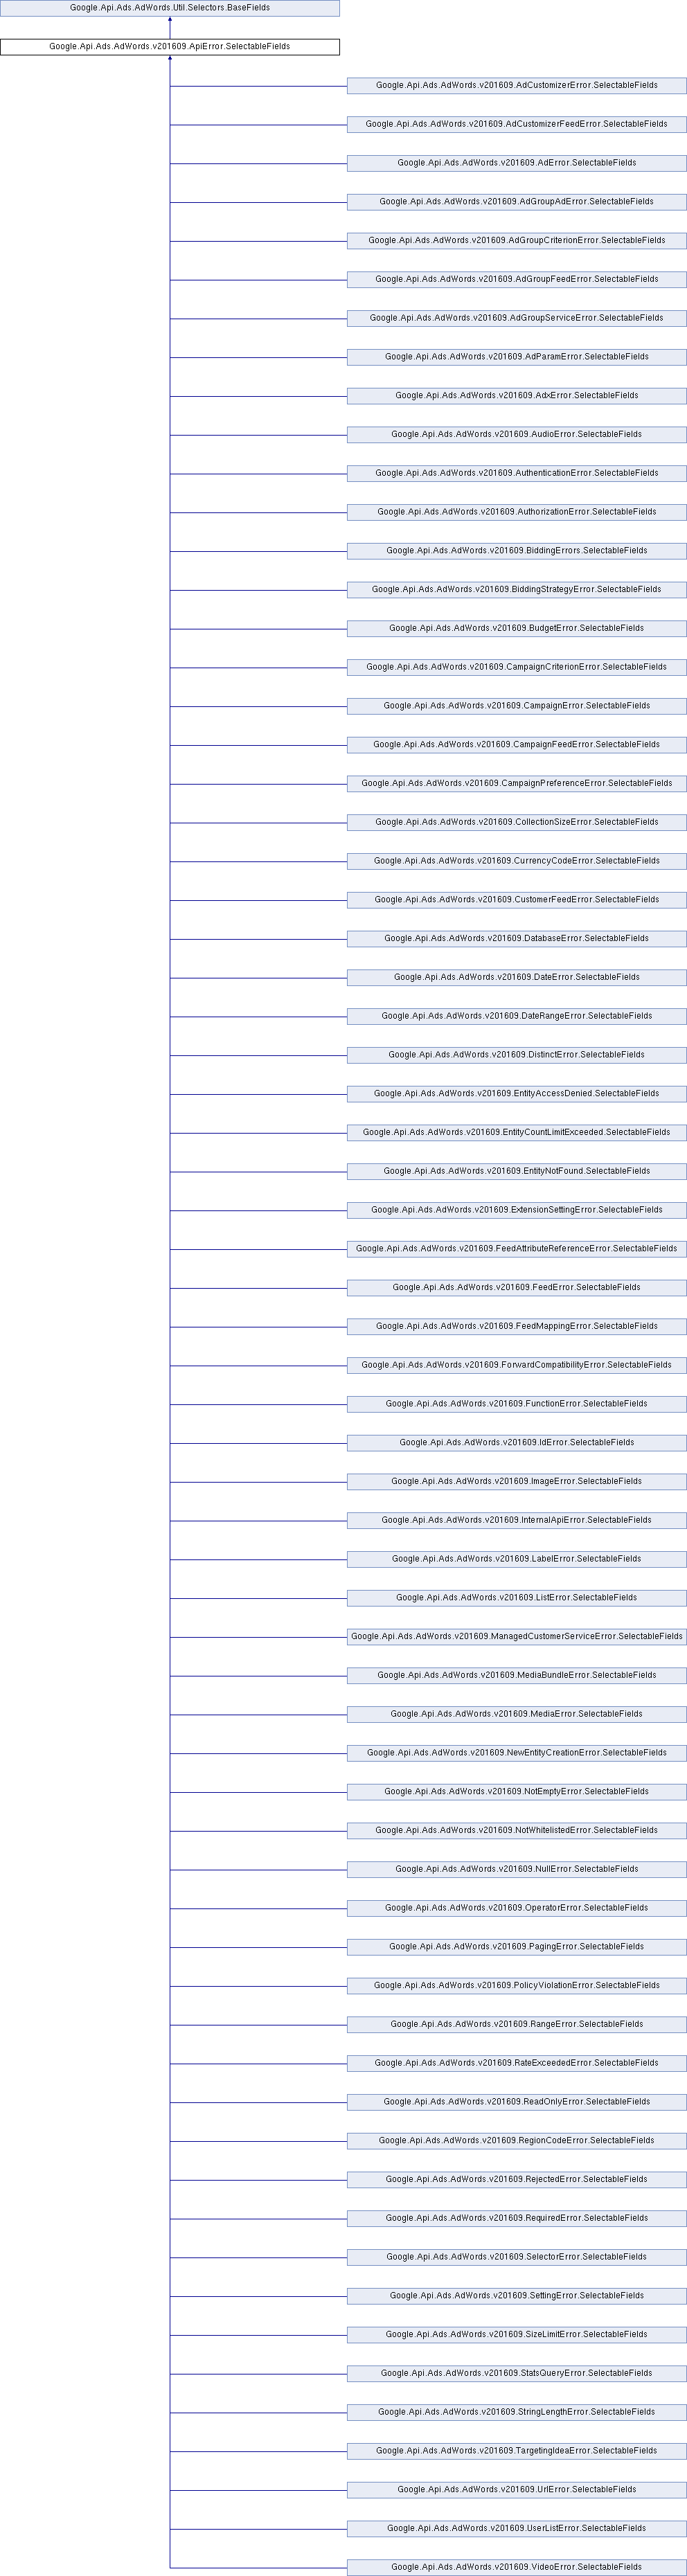 Google.Api.Ads.AdWords.Util.Selectors.BaseFields
Google.Api.Ads.AdWords.v201609.ApiError.SelectableFields
Google.Api.Ads.AdWords.v201609.AdCustomizerError.SelectableFields
Google.Api.Ads.AdWords.v201609.AdCustomizerFeedError.SelectableFields
Google.Api.Ads.AdWords.v201609.AdError.SelectableFields
Google.Api.Ads.AdWords.v201609.AdGroupAdError.SelectableFields
Google.Api.Ads.AdWords.v201609.AdGroupCriterionError.SelectableFields
Google.Api.Ads.AdWords.v201609.AdGroupFeedError.SelectableFields
Google.Api.Ads.AdWords.v201609.AdGroupServiceError.SelectableFields
Google.Api.Ads.AdWords.v201609.AdParamError.SelectableFields
Google.Api.Ads.AdWords.v201609.AdxError.SelectableFields
Google.Api.Ads.AdWords.v201609.AudioError.SelectableFields
Google.Api.Ads.AdWords.v201609.AuthenticationError.SelectableFields
Google.Api.Ads.AdWords.v201609.AuthorizationError.SelectableFields
Google.Api.Ads.AdWords.v201609.BiddingErrors.SelectableFields
Google.Api.Ads.AdWords.v201609.BiddingStrategyError.SelectableFields
Google.Api.Ads.AdWords.v201609.BudgetError.SelectableFields
Google.Api.Ads.AdWords.v201609.CampaignCriterionError.SelectableFields
Google.Api.Ads.AdWords.v201609.CampaignError.SelectableFields
Google.Api.Ads.AdWords.v201609.CampaignFeedError.SelectableFields
Google.Api.Ads.AdWords.v201609.CampaignPreferenceError.SelectableFields
Google.Api.Ads.AdWords.v201609.CollectionSizeError.SelectableFields
Google.Api.Ads.AdWords.v201609.CurrencyCodeError.SelectableFields
Google.Api.Ads.AdWords.v201609.CustomerFeedError.SelectableFields
Google.Api.Ads.AdWords.v201609.DatabaseError.SelectableFields
Google.Api.Ads.AdWords.v201609.DateError.SelectableFields
Google.Api.Ads.AdWords.v201609.DateRangeError.SelectableFields
Google.Api.Ads.AdWords.v201609.DistinctError.SelectableFields
Google.Api.Ads.AdWords.v201609.EntityAccessDenied.SelectableFields
Google.Api.Ads.AdWords.v201609.EntityCountLimitExceeded.SelectableFields
Google.Api.Ads.AdWords.v201609.EntityNotFound.SelectableFields
Google.Api.Ads.AdWords.v201609.ExtensionSettingError.SelectableFields
Google.Api.Ads.AdWords.v201609.FeedAttributeReferenceError.SelectableFields
Google.Api.Ads.AdWords.v201609.FeedError.SelectableFields
Google.Api.Ads.AdWords.v201609.FeedMappingError.SelectableFields
Google.Api.Ads.AdWords.v201609.ForwardCompatibilityError.SelectableFields
Google.Api.Ads.AdWords.v201609.FunctionError.SelectableFields
Google.Api.Ads.AdWords.v201609.IdError.SelectableFields
Google.Api.Ads.AdWords.v201609.ImageError.SelectableFields
Google.Api.Ads.AdWords.v201609.InternalApiError.SelectableFields
Google.Api.Ads.AdWords.v201609.LabelError.SelectableFields
Google.Api.Ads.AdWords.v201609.ListError.SelectableFields
Google.Api.Ads.AdWords.v201609.ManagedCustomerServiceError.SelectableFields
Google.Api.Ads.AdWords.v201609.MediaBundleError.SelectableFields
Google.Api.Ads.AdWords.v201609.MediaError.SelectableFields
Google.Api.Ads.AdWords.v201609.NewEntityCreationError.SelectableFields
Google.Api.Ads.AdWords.v201609.NotEmptyError.SelectableFields
Google.Api.Ads.AdWords.v201609.NotWhitelistedError.SelectableFields
Google.Api.Ads.AdWords.v201609.NullError.SelectableFields
Google.Api.Ads.AdWords.v201609.OperatorError.SelectableFields
Google.Api.Ads.AdWords.v201609.PagingError.SelectableFields
Google.Api.Ads.AdWords.v201609.PolicyViolationError.SelectableFields
Google.Api.Ads.AdWords.v201609.RangeError.SelectableFields
Google.Api.Ads.AdWords.v201609.RateExceededError.SelectableFields
Google.Api.Ads.AdWords.v201609.ReadOnlyError.SelectableFields
Google.Api.Ads.AdWords.v201609.RegionCodeError.SelectableFields
Google.Api.Ads.AdWords.v201609.RejectedError.SelectableFields
Google.Api.Ads.AdWords.v201609.RequiredError.SelectableFields
Google.Api.Ads.AdWords.v201609.SelectorError.SelectableFields
Google.Api.Ads.AdWords.v201609.SettingError.SelectableFields
Google.Api.Ads.AdWords.v201609.SizeLimitError.SelectableFields
Google.Api.Ads.AdWords.v201609.StatsQueryError.SelectableFields
Google.Api.Ads.AdWords.v201609.StringLengthError.SelectableFields
Google.Api.Ads.AdWords.v201609.TargetingIdeaError.SelectableFields
Google.Api.Ads.AdWords.v201609.UrlError.SelectableFields
Google.Api.Ads.AdWords.v201609.UserListError.SelectableFields
Google.Api.Ads.AdWords.v201609.VideoError.SelectableFields